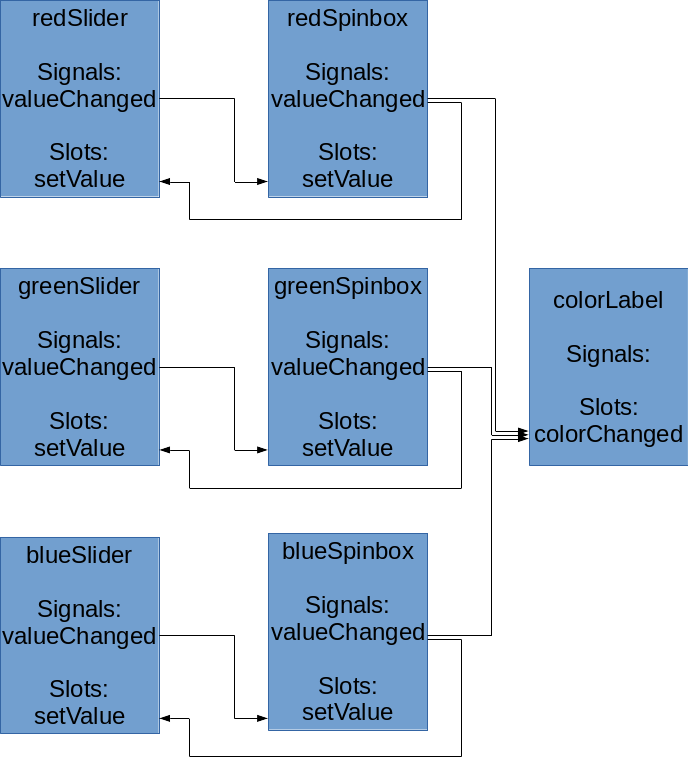 redSlider
Signals:
valueChanged
Slots:
setValue
redSpinbox
Signals:
valueChanged
Slots:
setValue
greenSlider
Signals:
valueChanged
Slots:
setValue
greenSpinbox
Signals:
valueChanged
Slots:
setValue
colorLabel
Signals:
Slots:
colorChanged
blueSlider
Signals:
valueChanged
Slots:
setValue
blueSpinbox
Signals:
valueChanged
Slots:
setValue